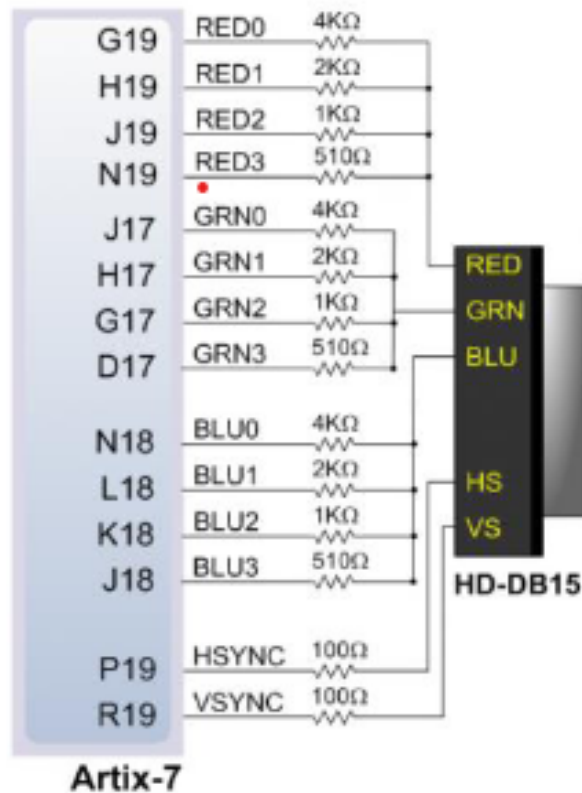 G19 RED0 4KΩ
H19 RED1 2KΩ
J19 RED2 1KΩ
N19 RED3 510Ω
J17 GRN0 4KΩ
H17 GRN1 2KΩ
G17 GRN2 1KΩ
D17 GRN3 510Ω
N18 BLU0 4KΩ
L18 BLU1 2KΩ
K18 BLU2 1KΩ
J18 BLU3 510Ω
P19 HSYNC 100Ω
R19 VSYNC 100Ω
Artix-7
RED
GRN
BLU
HS
VS
HD-DB15